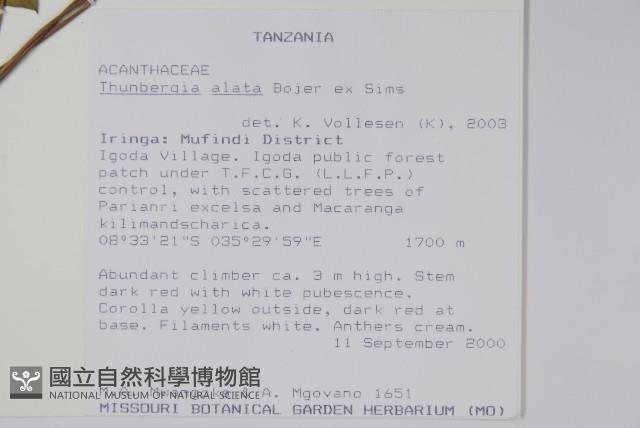 TANZANIA
ACANTHACEAE
Thunbergia alata Bojer ex Sims
det. K. Vollesen (K), 2003
Iringa: Mufindi District
Igoda Village. Igoda public forest
patch under T.F.C.G. (L.L.F.P.)
control, with scattered trees of
Parianri excelsa and Macaranga
kilimandscharica.
08°33'21"S 035°29'59"E 1700 m
Abundant climber ca. 3 m high. Stem
dark red with white pubescence.
Corolla yellow outside, dark red at
base. Filaments white. Anthers cream.
11 September 2000
國立自然科學博物館
NATIONAL MUSEUM OF NATURAL SCIENCE
A. Mgovano 1651
MISSOURI BOTANICAL GARDEN HERBARIUM (MO)